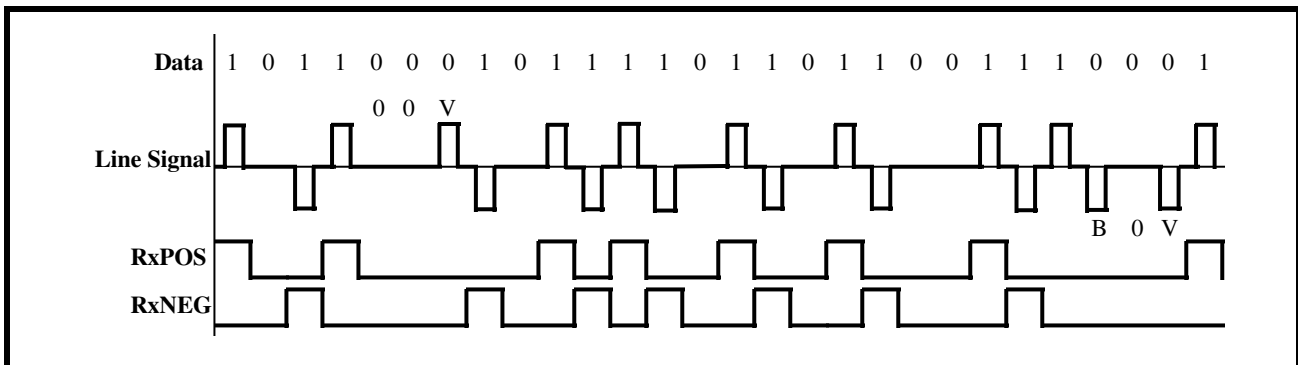 Data 1 0 1 1 0 0 0 1 0 1 1 1 1 0 1 1 0 1 1 0 0 1 1 1 0 0 0 1
0 0 V
Line Signal
B 0 V
RxPOS
RxNEG